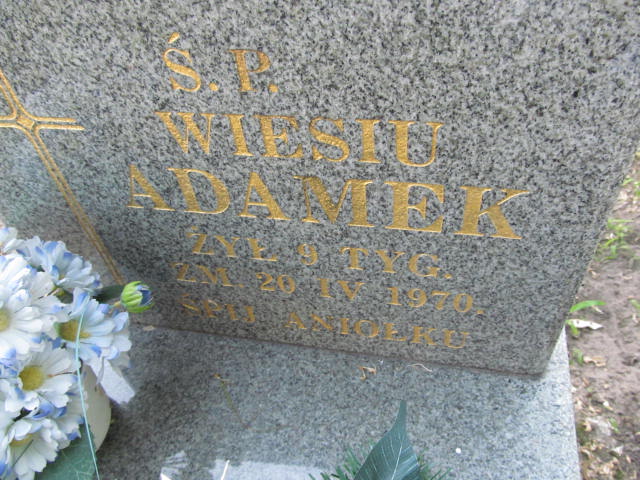 Ś.P.
WIESIU
ADAMEK
ŻYŁ 9 TYG.
ZM. 20 IV 1970.
ŚPIJ ANIOŁKU